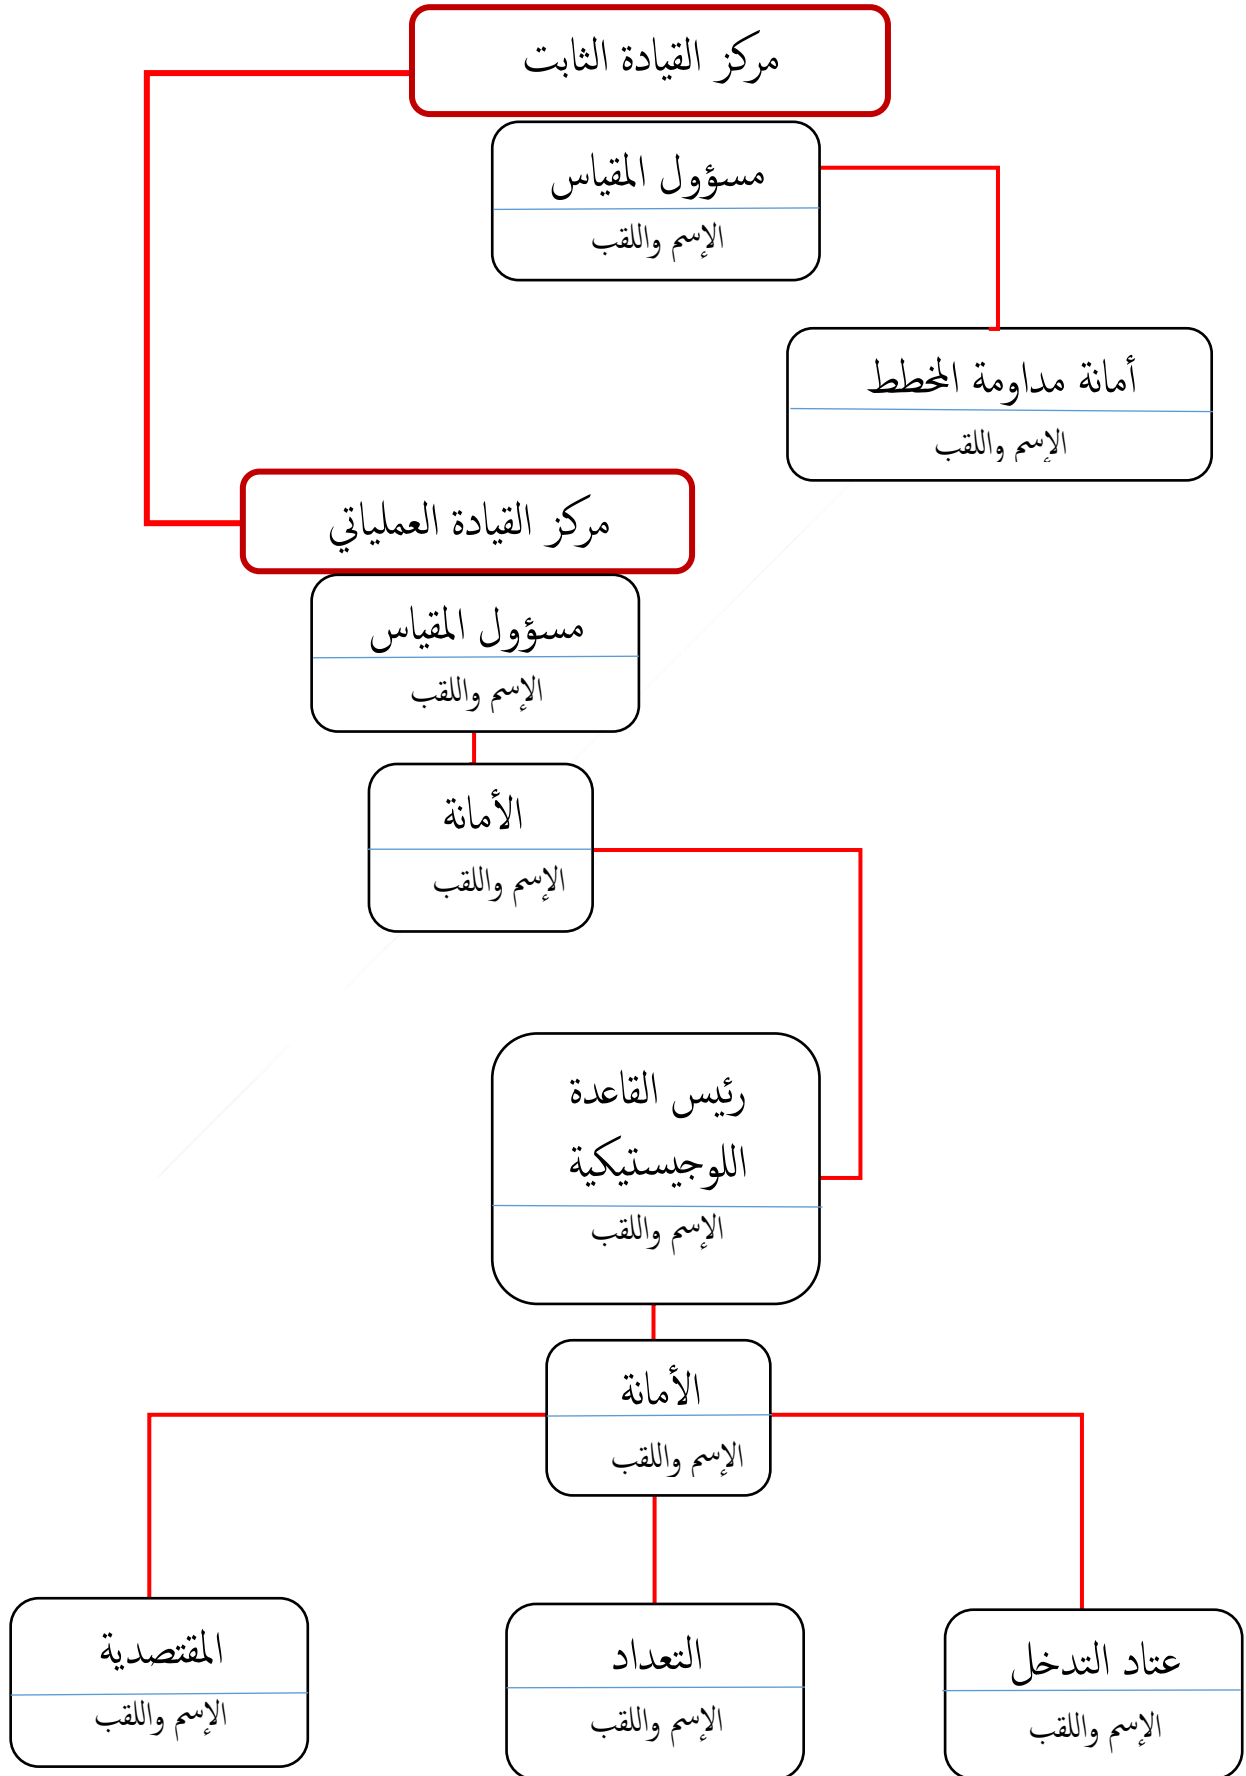 مركز القيادة الثابت
مسؤول المقياس
الإسم واللقب
أمانة مداومة المخطط
الإسم واللقب
مركز القيادة العملياتي
مسؤول المقياس
الإسم واللقب
الأمانة
الإسم واللقب
رئيس القاعدة
اللوجيستيكية
الإسم واللقب
الأمانة
الإسم واللقب
عتاد التدخل
الإسم واللقب
التعداد
الإسم واللقب
المقتصدية
الإسم واللقب